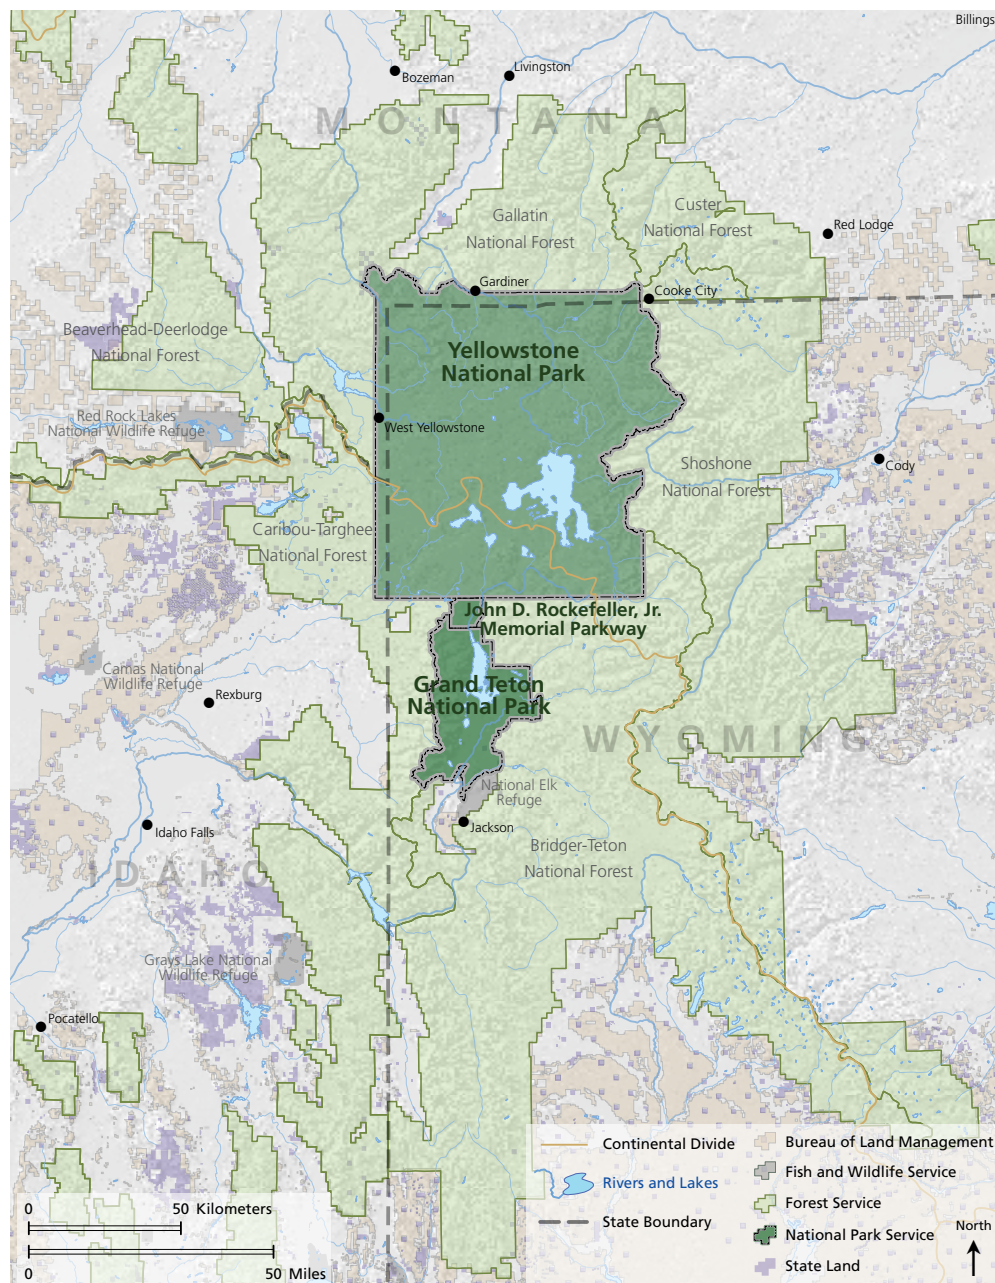 Billings
Livingston
Bozeman
MONTANA
Custer
National Forest
Gallatin
National Forest
Red Lodge
Gardiner
Cooke City
Beaverhead-Deerlodge
National Forest
Yellowstone
National Park
Red Rock Lakes
National Wildlife Refuge
West Yellowstone
Shoshone
National Forest
Cody
Caribou-Targhee
National Forest
John D. Rockefeller, Jr.
Memorial Parkway
Camas National
Wildlife Refuge
Rexburg
Grand Teton
National Park
WYOMING
National Elk
Refuge
Jackson
Idaho Falls
Bridger-Teton
National Forest
IDAHO
Grays Lake National
Wildlife Refuge
Pocatello
Continental Divide
Rivers and Lakes
State Boundary
Bureau of Land Management
Fish and Wildlife Service
Forest Service
National Park Service
State Land
North
0 50 Kilometers
0 50 Miles